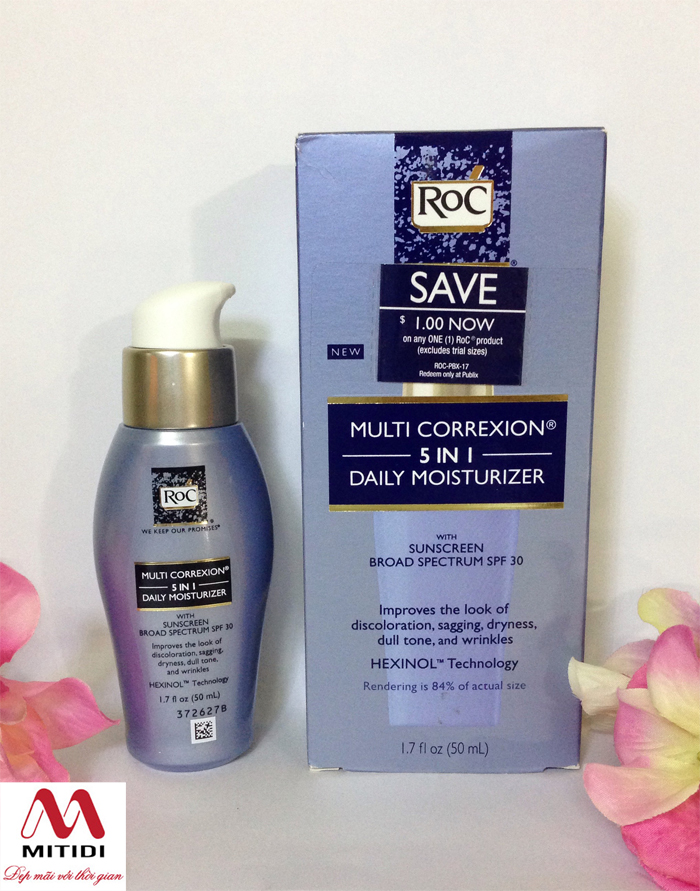 RoC
®
SAVE
$ 1.00 NOW
on any ONE (1) RoC® product
(excludes trial sizes)
ROC-PBX-17
Redeem only at Publix
NEW
MULTI CORREXION®
5 IN 1
DAILY MOISTURIZER
WITH
SUNSCREEN
BROAD SPECTRUM SPF 30
Improves the look of
discoloration, sagging, dryness,
dull tone, and wrinkles
HEXINOL™ Technology
Rendering is 84% of actual size
1.7 fl oz (50 mL)
RoC
®
WE KEEP OUR PROMISES®
MULTI CORREXION®
5 IN 1
DAILY MOISTURIZER
WITH
SUNSCREEN
BROAD SPECTRUM SPF 30
Improves the look of
discoloration, sagging,
dryness, dull tone,
and wrinkles
HEXINOL™ Technology
1.7 fl oz (50 mL)
372627B
MITIDI
Đẹp mãi với thời gian